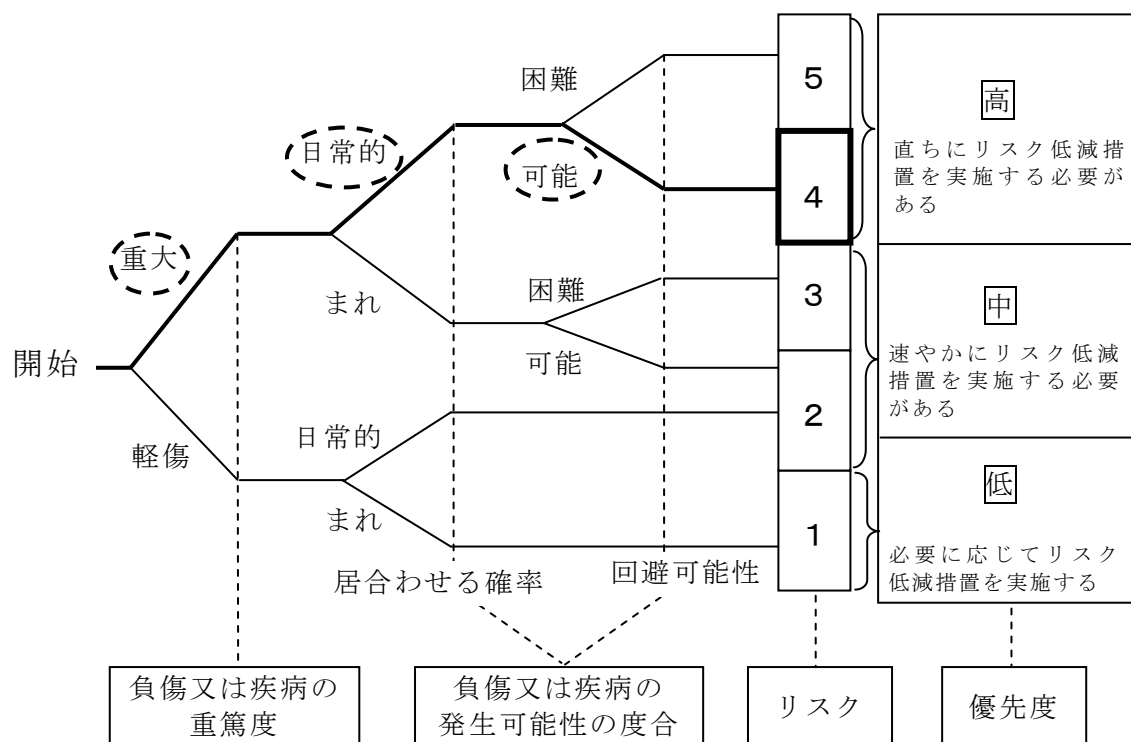 困難
5
高
直ちにリスク低減措
置を実施する必要が
ある
日常的
可能
4
重大
まれ
困難
3
中
開始
可能
速やかにリスク低減
措置を実施する必要
がある
2
軽傷
日常的
まれ
低
1
必要に応じてリスク
低減措置を実施する
居合わせる確率
回避可能性
負傷又は疾病の
重篤度
負傷又は疾病の
発生可能性の度合
リスク
優先度